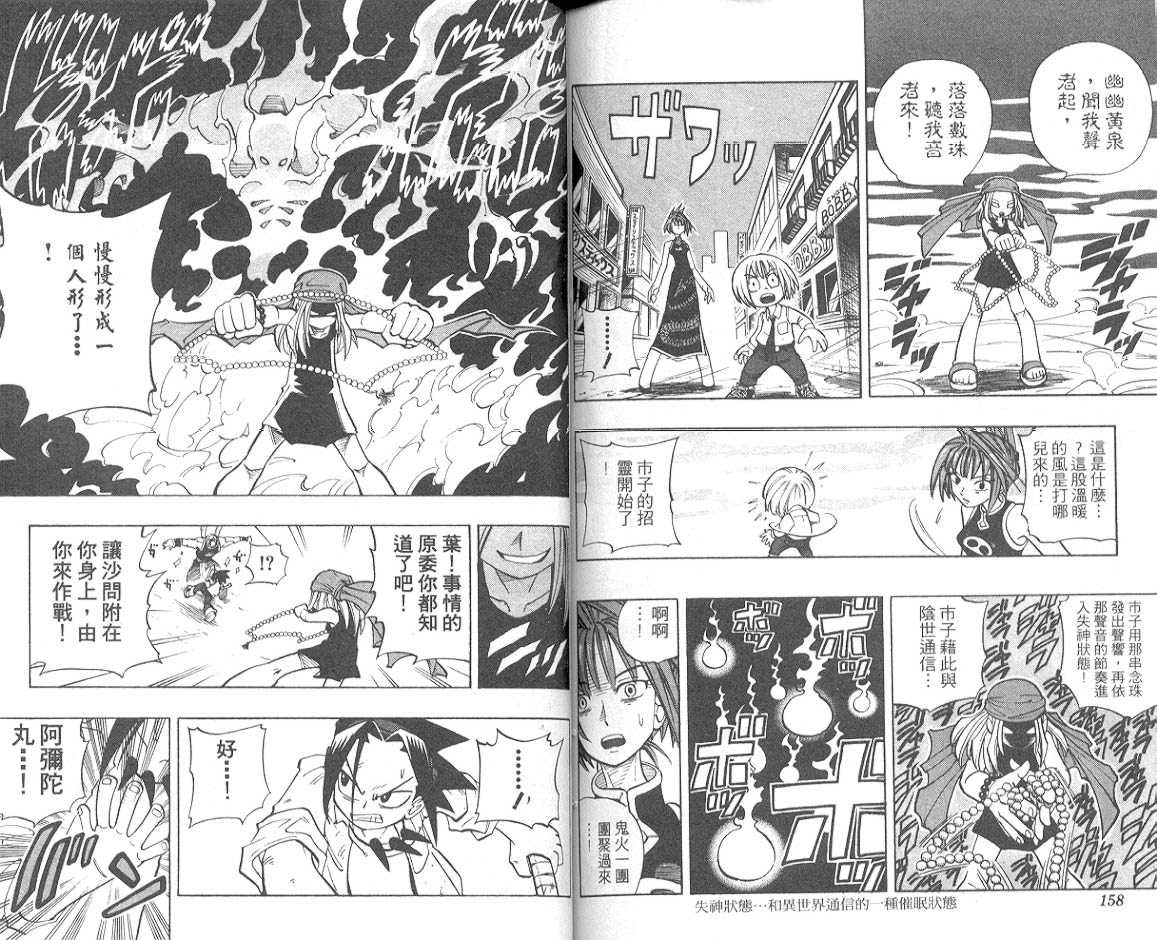 幽幽黃泉
，聞我聲
者起，
落落數珠
，聽我音
者來！
ザワッ
BOBBY
BOBBY
……！
這是什麼…
？這股溫暖
的風是打哪
兒來的…
市子的招
靈開始了
！
市子用那串念珠
發出聲響，再依
那聲音的節奏進
入失神狀態！
市子藉此與
陰世通信…
ボッ
ボッ
ボッ
ボッ
啊啊
…！
鬼火一團
團聚過來
…！
失神狀態…和異世界通信的一種催眠狀態
158
慢慢形成一
個人形了…
！
葉！事情的
原委你都知
道了吧！
!?
讓沙問附在
你身上，由
你來作戰！
……！
好……！
阿彌陀
丸……！